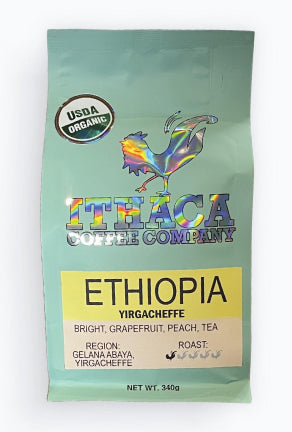 USDA
ORGANIC
ITHACA
COFFEE COMPANY
ETHIOPIA
YIRGACHEFFE
BRIGHT, GRAPEFRUIT, PEACH, TEA
REGION:
GELANA ABAYA,
YIRGACHEFFE
ROAST:
NET WT. 340g